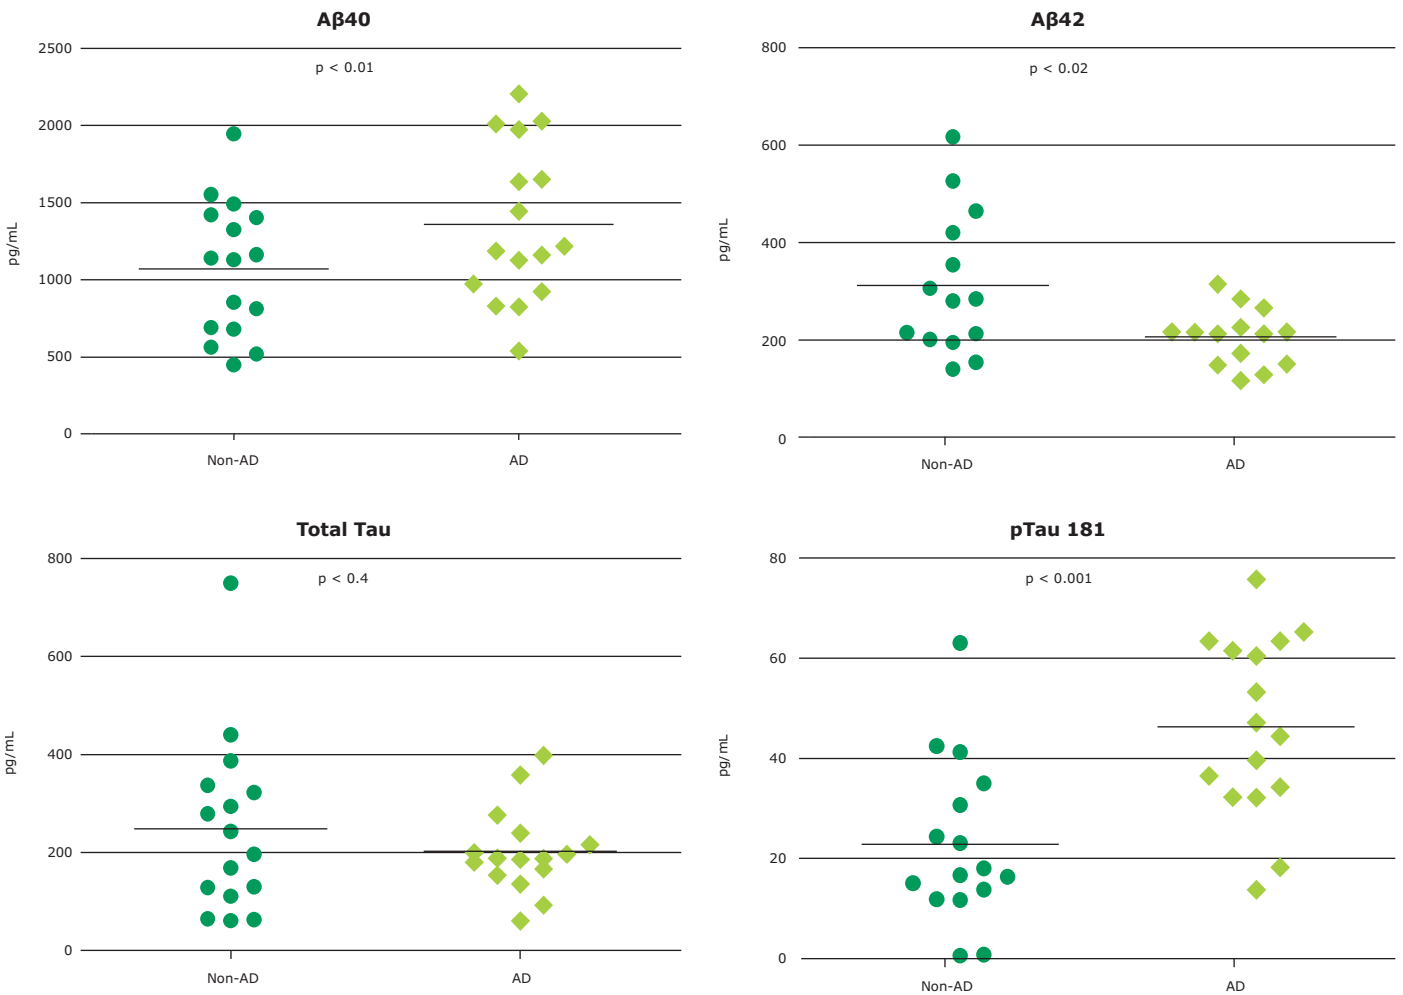 Aβ40
2500
p < 0.01
2000
1500
pg/mL
1000
500
0
Non-AD
AD
Aβ42
800
p < 0.02
600
400
pg/mL
200
0
Non-AD
AD
Total Tau
800
p < 0.4
600
400
pg/mL
200
0
Non-AD
AD
pTau 181
80
p < 0.001
60
40
pg/mL
20
0
Non-AD
AD